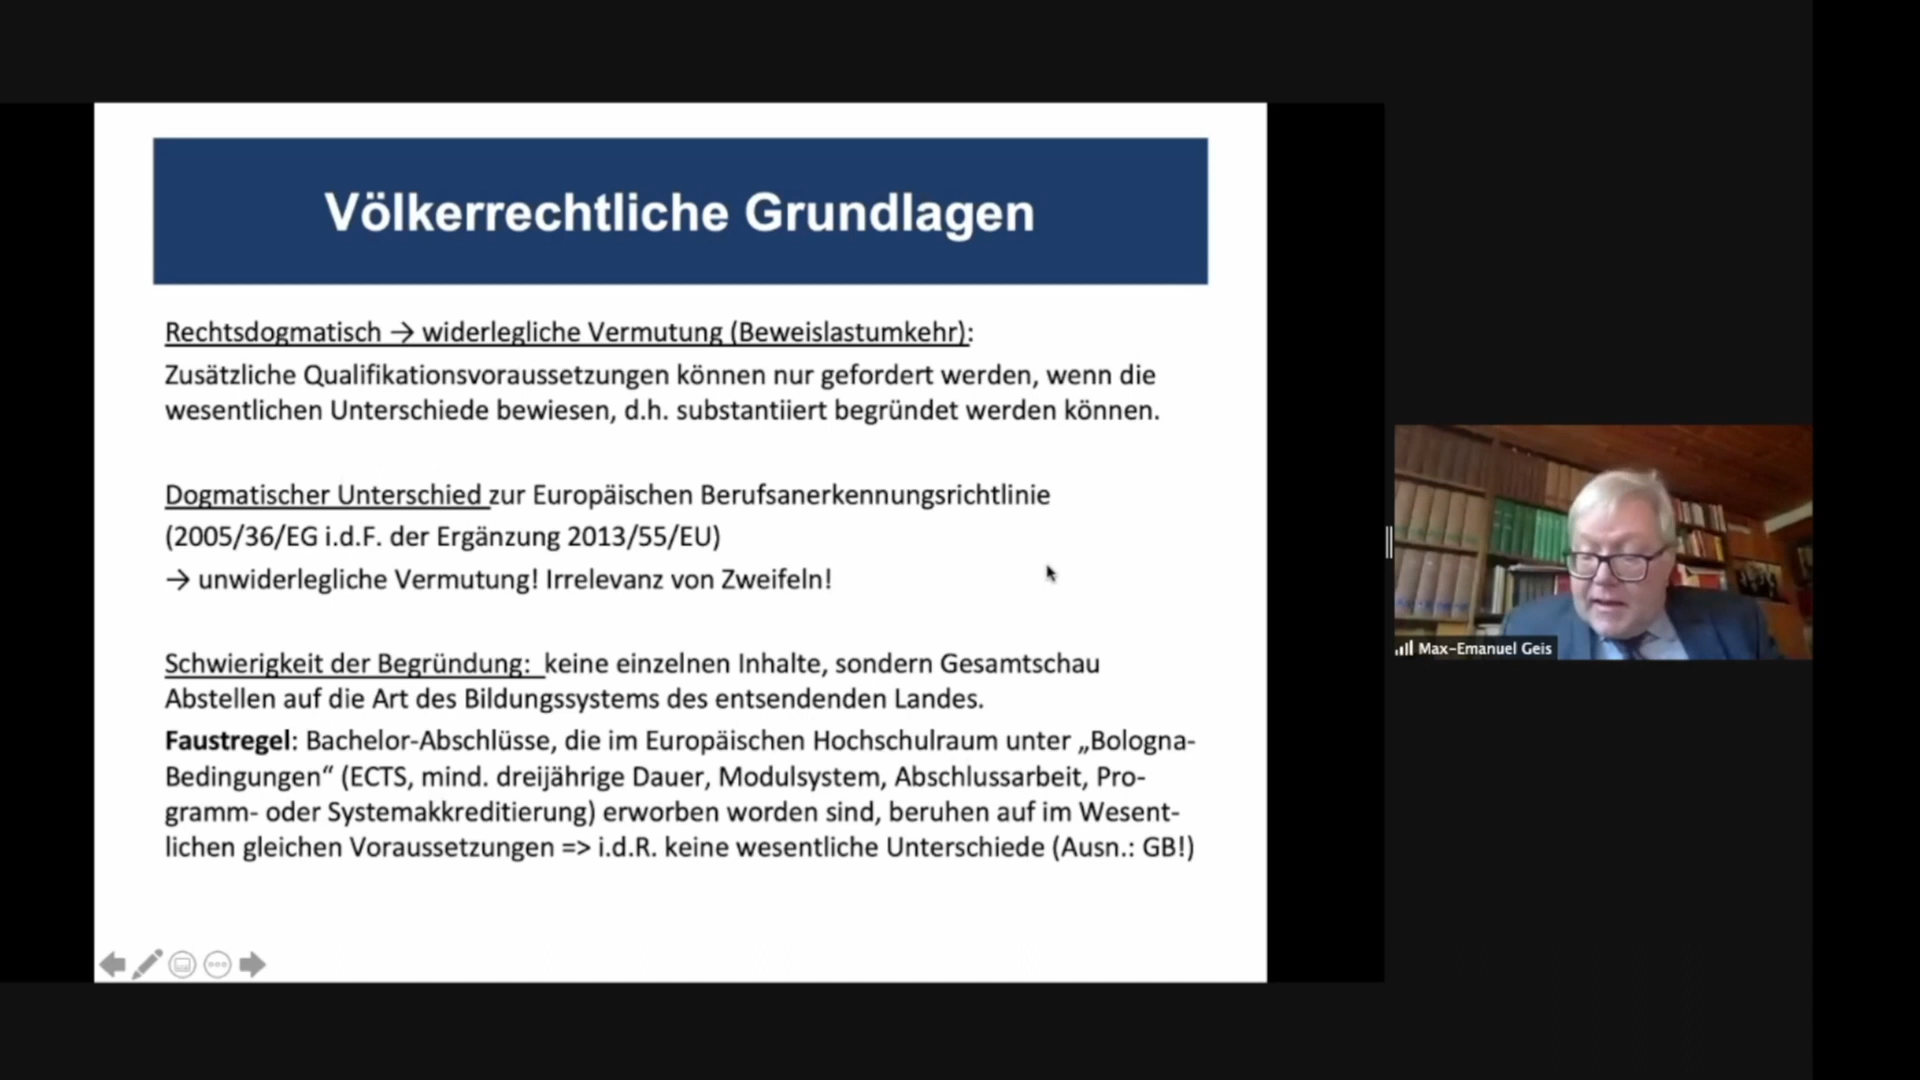 Völkerrechtliche Grundlagen
Rechtsdogmatisch → widerlegliche Vermutung (Beweislastumkehr):
Zusätzliche Qualifikationsvoraussetzungen können nur gefordert werden, wenn die
wesentlichen Unterschiede bewiesen, d.h. substantiiert begründet werden können.
Dogmatischer Unterschied zur Europäischen Berufsanerkennungsrichtlinie
(2005/36/EG i.d.F. der Ergänzung 2013/55/EU)
→ unwiderlegliche Vermutung! Irrelevanz von Zweifeln!
Schwierigkeit der Begründung: keine einzelnen Inhalte, sondern Gesamtschau
Abstellen auf die Art des Bildungssystems des entsendenden Landes.
Faustregel: Bachelor-Abschlüsse, die im Europäischen Hochschulraum unter „Bologna-
Bedingungen“ (ECTS, mind. dreijährige Dauer, Modulsystem, Abschlussarbeit, Pro-
gramm- oder Systemakkreditierung) erworben worden sind, beruhen auf im Wesent-
lichen gleichen Voraussetzungen => i.d.R. keine wesentliche Unterschiede (Ausn.: GB!)
Max-Emanuel Geis